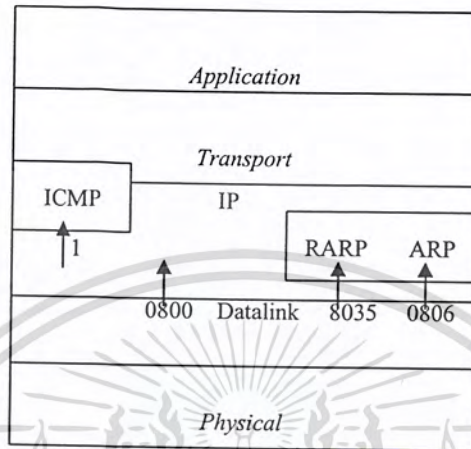 Application
Transport
ICMP IP
RARP ARP
1
0800 Datalink 8035 0806
Physical